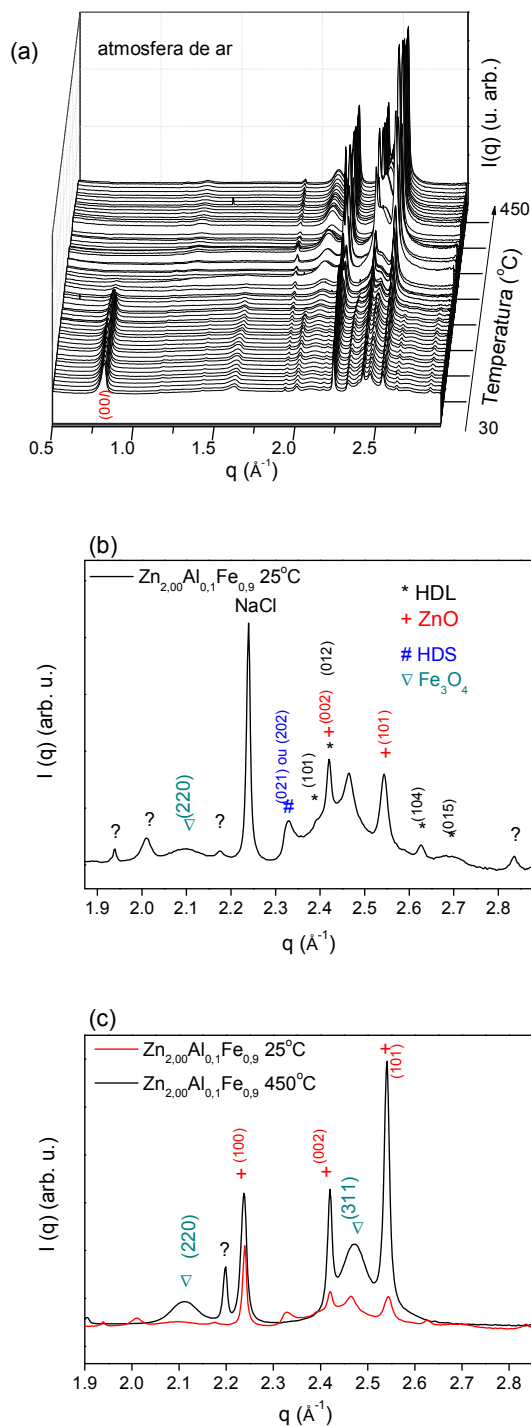 (a)
atmosfera de ar
I(q) (u. arb.)
450
Temperatura (°C)
30
(00l)
0.5 1.0 1.5 2.0 2.5
q (Å⁻¹)
(b)
Zn2,00Al0,1Fe0,9 25°C
NaCl
* HDL
+ ZnO
# HDS
∇ Fe3O4
I (q) (arb. u.)
? ? ∇ (220) ?
# (021) ou (202)
* (101)
+ (002)
* (012)
+ (101)
* (104)
* (015)
?
1.9 2.0 2.1 2.2 2.3 2.4 2.5 2.6 2.7 2.8
q (Å⁻¹)
(c)
Zn2,00Al0,1Fe0,9 25°C
Zn2,00Al0,1Fe0,9 450°C
I (q) (arb. u.)
∇ (220)
?
+ (100)
+ (002)
(311) ∇
+ (101)
1.9 2.0 2.1 2.2 2.3 2.4 2.5 2.6 2.7 2.8
q (Å⁻¹)